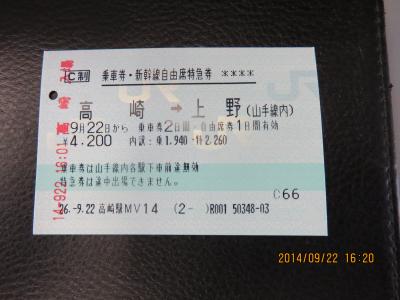 C制 乗車券・新幹線自由席特急券 ****
高崎 → 上野(山手線内)
9月22日から 乗車券2日間 自由席券1日間有効
¥4,200 内訳:乗1,940・特2,260
乗車券は山手線内各駅下車前途無効
特急券は途中出場できません。
C66
26.-9.22 高崎駅MV14 (2- )R001 50348-03
2014/09/22 16:20